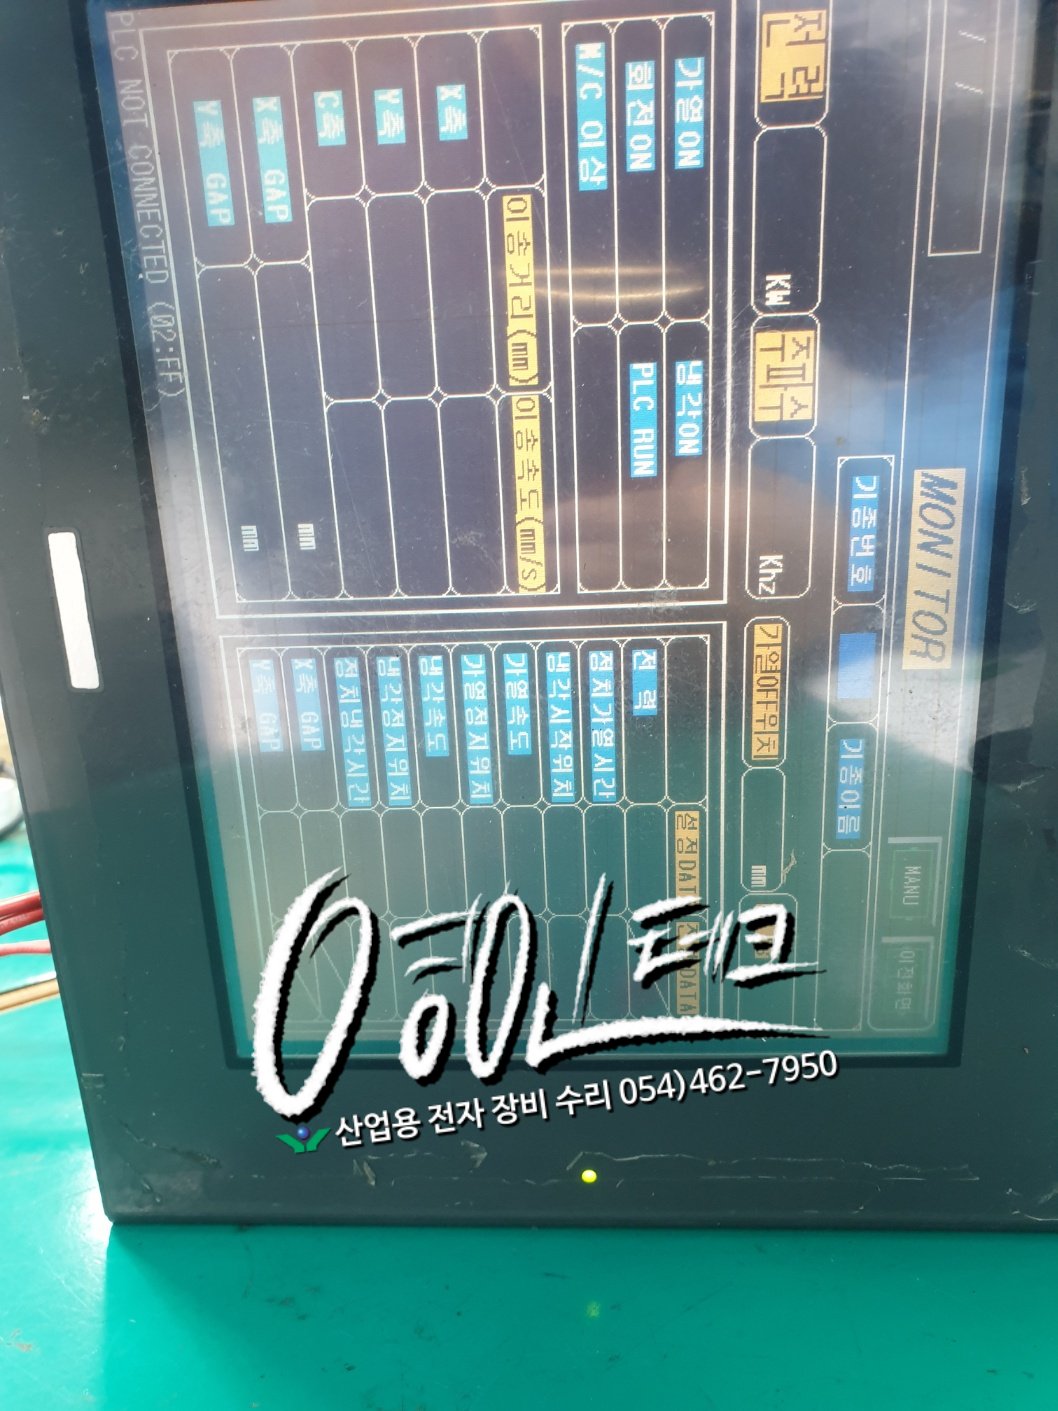 / /
MONITOR
MANU
이전화면
기종번호
기종이름
전력
KW
주파수
Khz
가열OFF위치
mm
가열ON
냉각ON
회전ON
PLC RUN
M/C 이상
이송거리(mm)
이송속도(mm/s)
X축
Y축
C축
X축 GAP
mm
Y축 GAP
mm
설정DATA
DATA
전력
정치가열시간
냉각시작위치
가열속도
가열정지위치
냉각속도
냉각정지위치
정치냉각시간
X축 GAP
Y축 GAP
PLC NOT CONNECTED (02:FF)
영인테크
산업용 전자 장비 수리 054)462-7950